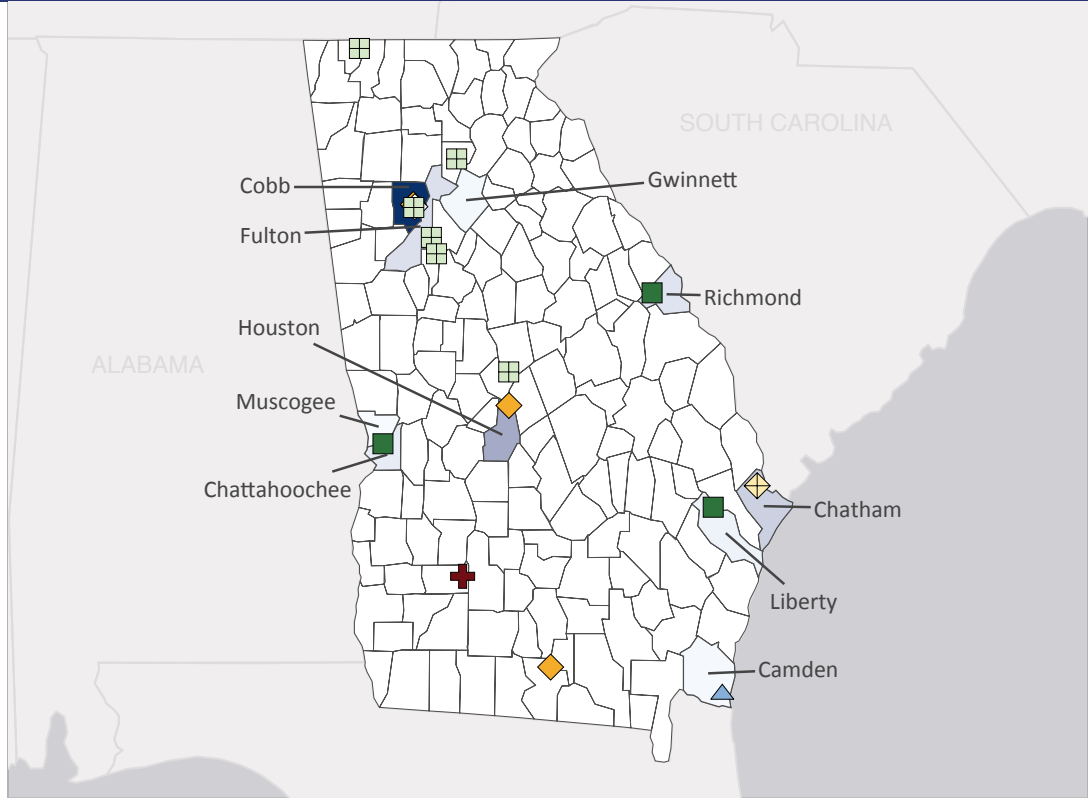 SOUTH CAROLINA
Cobb
Gwinnett
Fulton
Richmond
Houston
ALABAMA
Muscogee
Chattahoochee
Chatham
Liberty
Camden